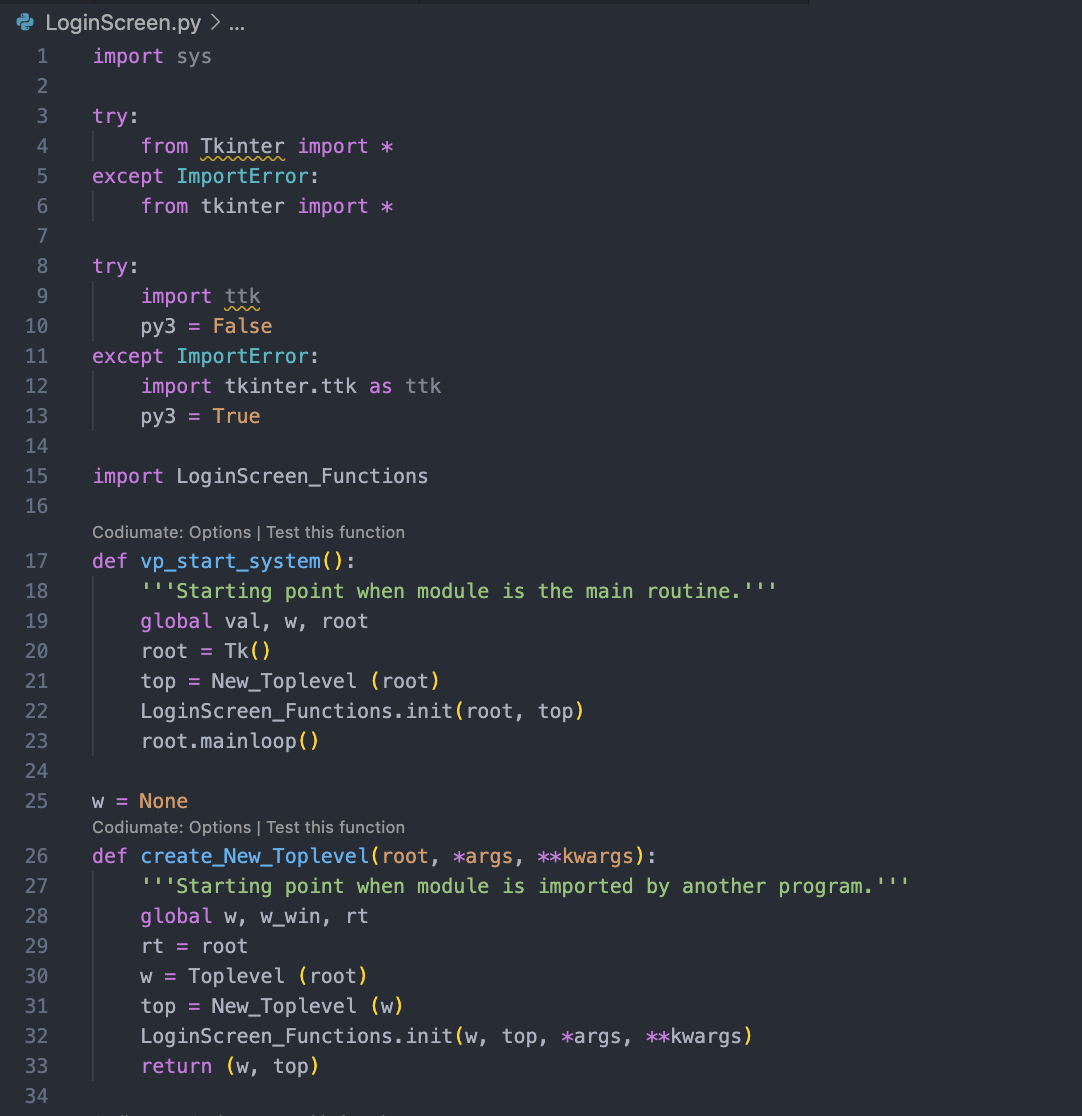 LoginScreen.py > ...
1 import sys
2
3 try:
4     from Tkinter import *
5 except ImportError:
6     from tkinter import *
7
8 try:
9     import ttk
10     py3 = False
11 except ImportError:
12     import tkinter.ttk as ttk
13     py3 = True
14
15 import LoginScreen_Functions
16
Codiumate: Options | Test this function
17 def vp_start_system():
18     '''Starting point when module is the main routine.'''
19     global val, w, root
20     root = Tk()
21     top = New_Toplevel (root)
22     LoginScreen_Functions.init(root, top)
23     root.mainloop()
24
25 w = None
Codiumate: Options | Test this function
26 def create_New_Toplevel(root, *args, **kwargs):
27     '''Starting point when module is imported by another program.'''
28     global w, w_win, rt
29     rt = root
30     w = Toplevel (root)
31     top = New_Toplevel (w)
32     LoginScreen_Functions.init(w, top, *args, **kwargs)
33     return (w, top)
34